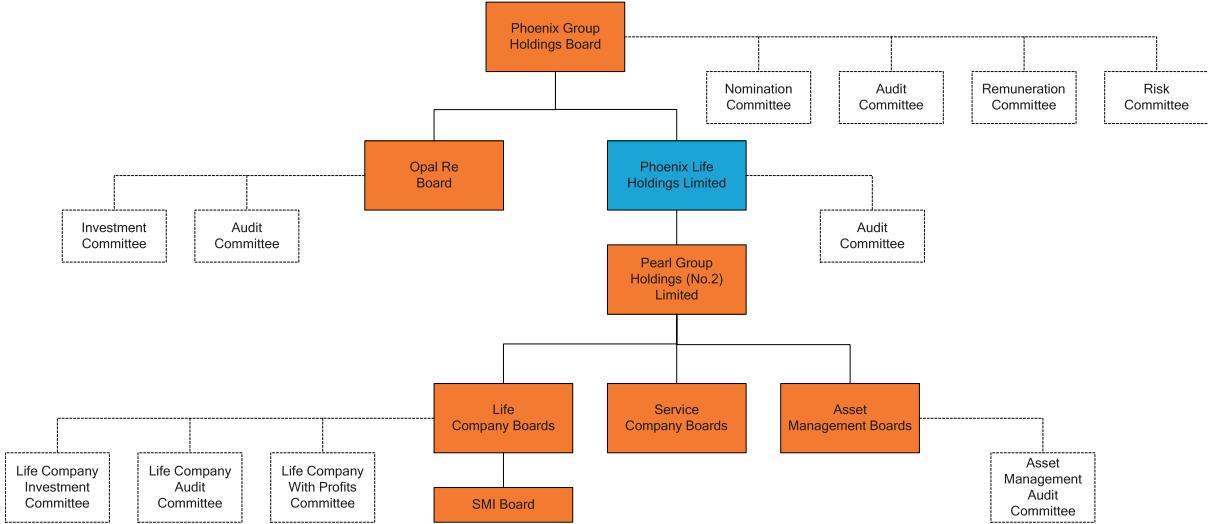 Phoenix Group
Holdings Board
Nomination
Committee
Audit
Committee
Remuneration
Committee
Risk
Committee
Opal Re
Board
Phoenix Life
Holdings Limited
Investment
Committee
Audit
Committee
Audit
Committee
Pearl Group
Holdings (No.2)
Limited
Life
Company Boards
Service
Company Boards
Asset
Management Boards
Life Company
Investment
Committee
Life Company
Audit
Committee
Life Company
With Profits
Committee
SMI Board
Asset
Management
Audit
Committee